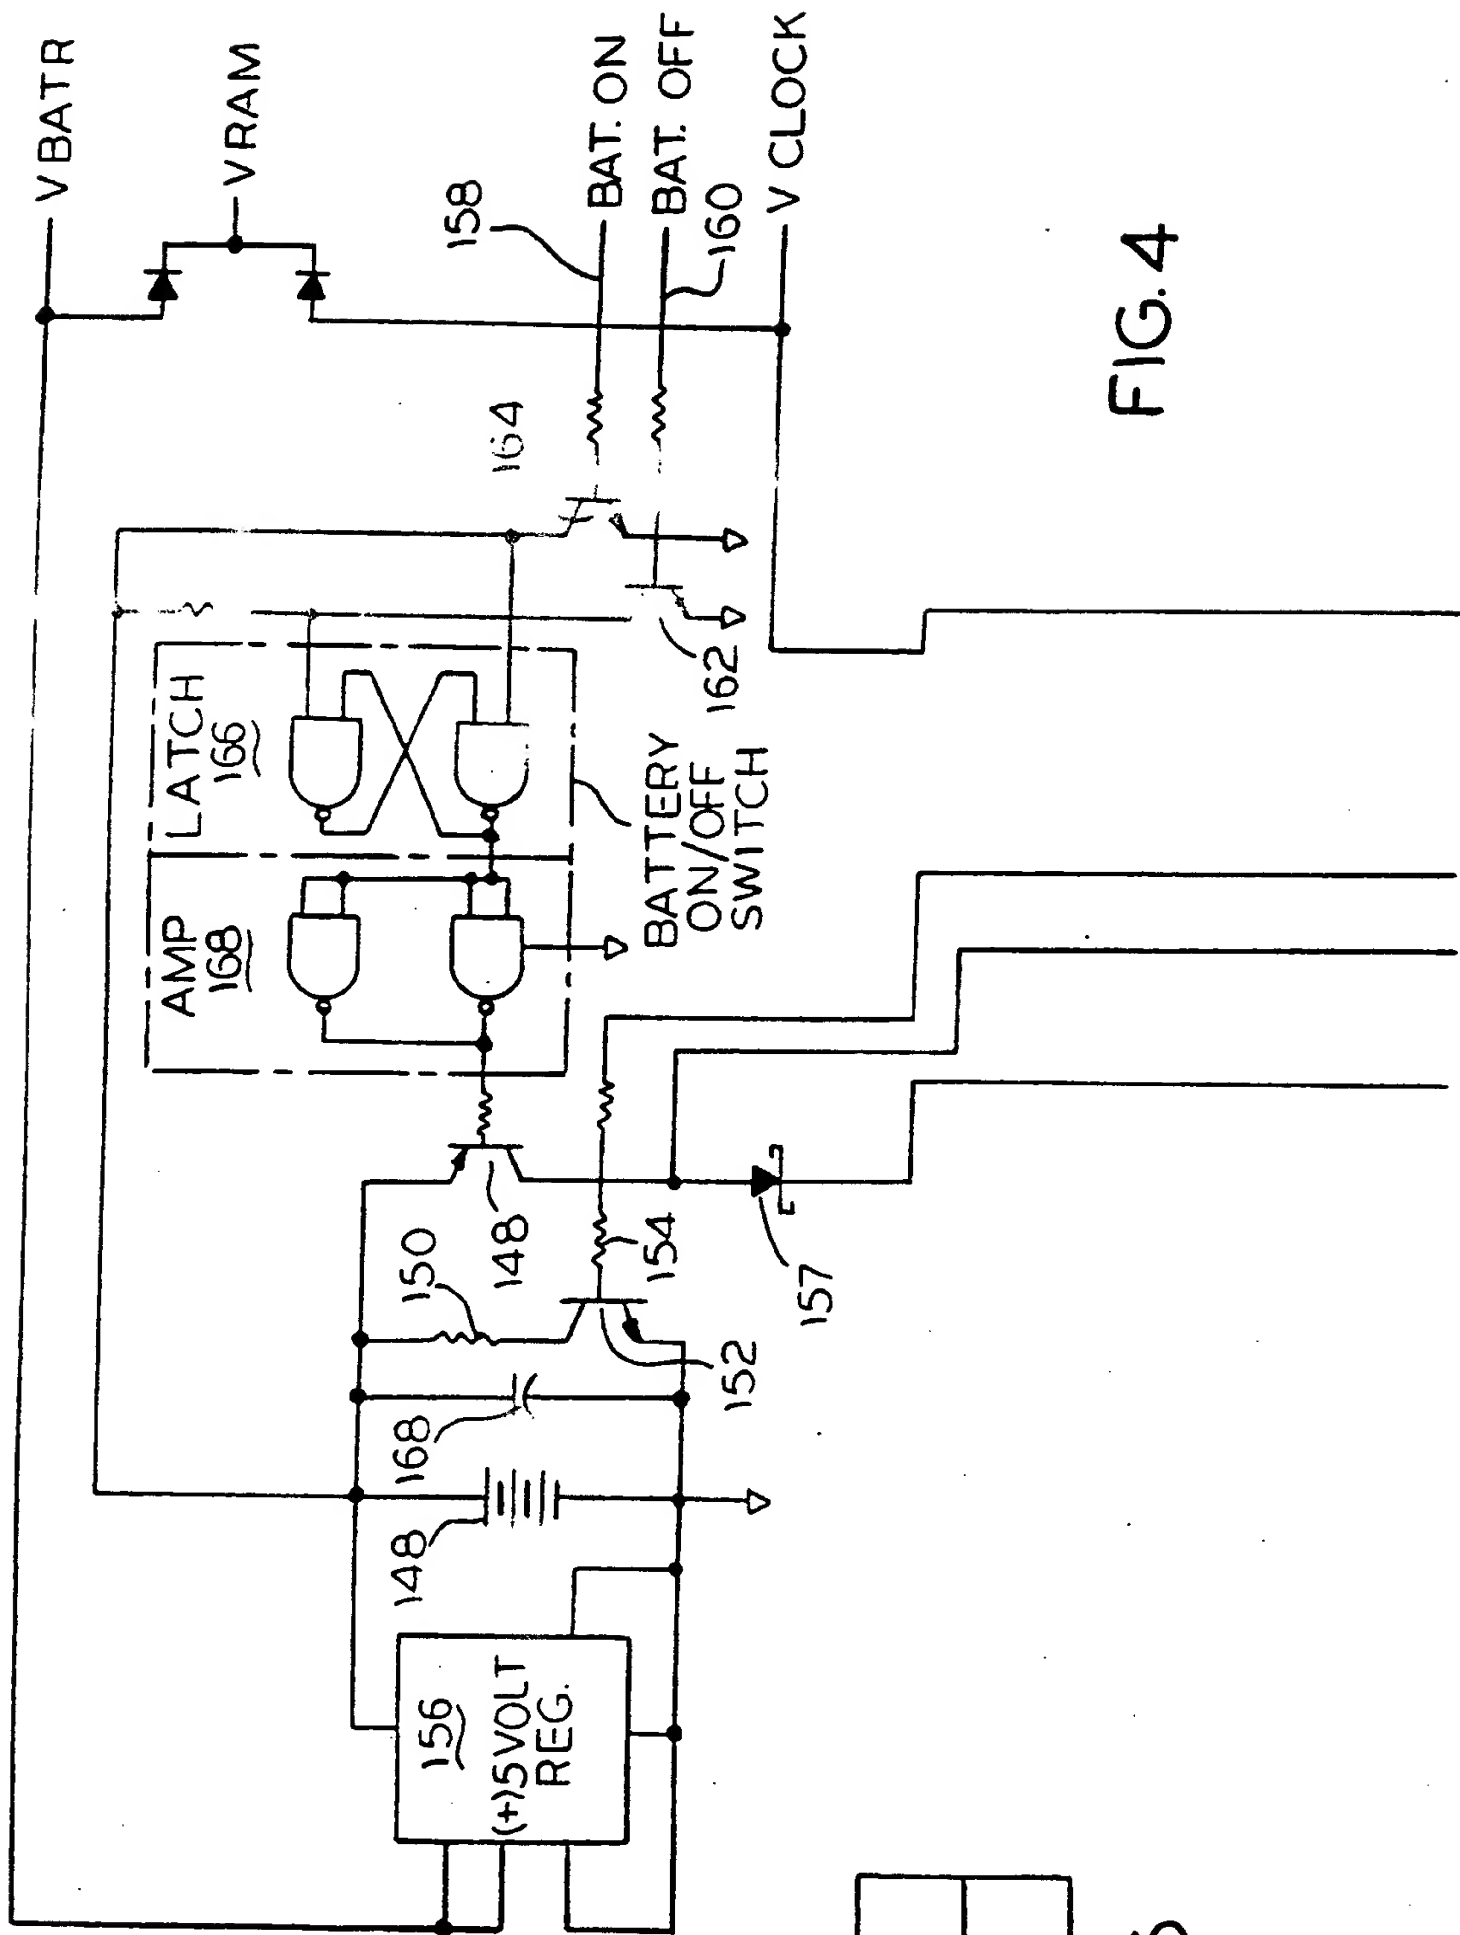 V BATR
V RAM
158
BAT. ON
BAT. OFF
160
V CLOCK
164
162
LATCH
166
AMP
168
BATTERY
ON/OFF
SWITCH
148
150
154
157
152
168
148
156
(+)5VOLT
REG.
FIG. 4